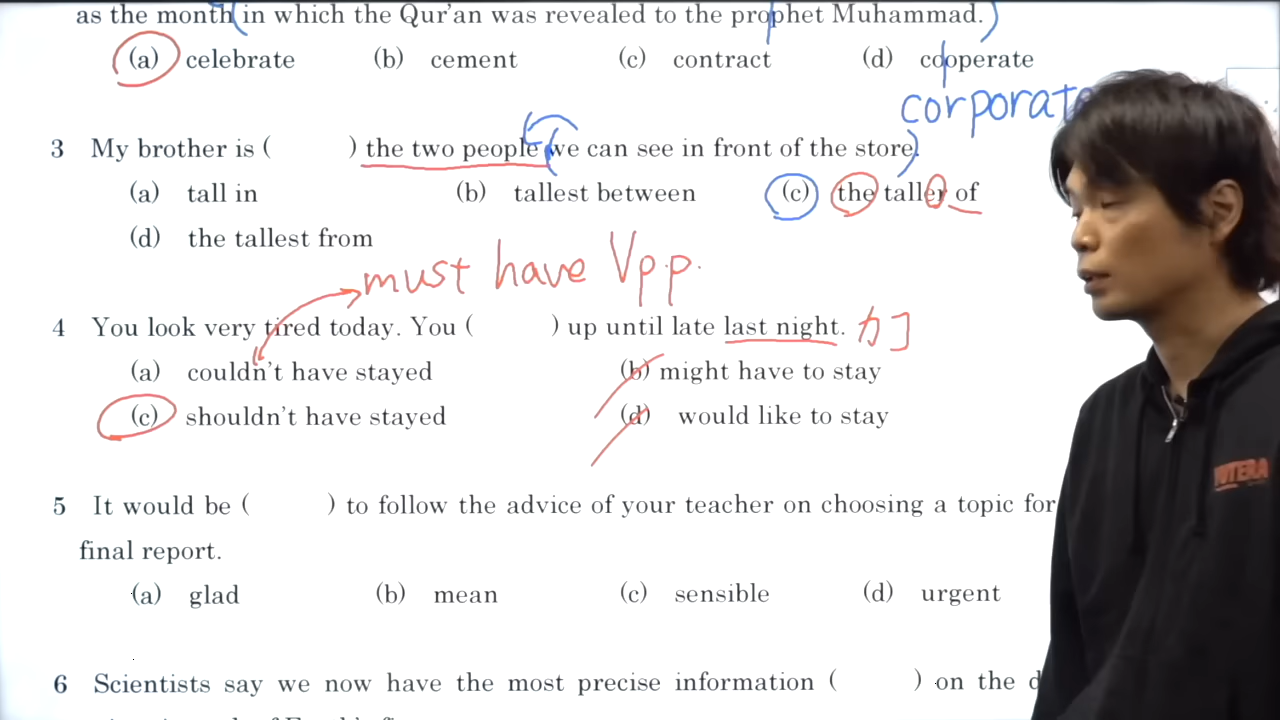 as the month in which the Qur'an was revealed to the prophet Muhammad.
(a) celebrate (b) cement (c) contract (d) cooperate
corporate
3 My brother is ( ) the two people we can see in front of the store.
(a) tall in (b) tallest between (c) the taller of
(d) the tallest from
must have Vp.p.
4 You look very tired today. You ( ) up until late last night. カコ
(a) couldn't have stayed (b) might have to stay
(c) shouldn't have stayed (d) would like to stay
5 It would be ( ) to follow the advice of your teacher on choosing a topic for
final report.
(a) glad (b) mean (c) sensible (d) urgent
6 Scientists say we now have the most precise information ( ) on the